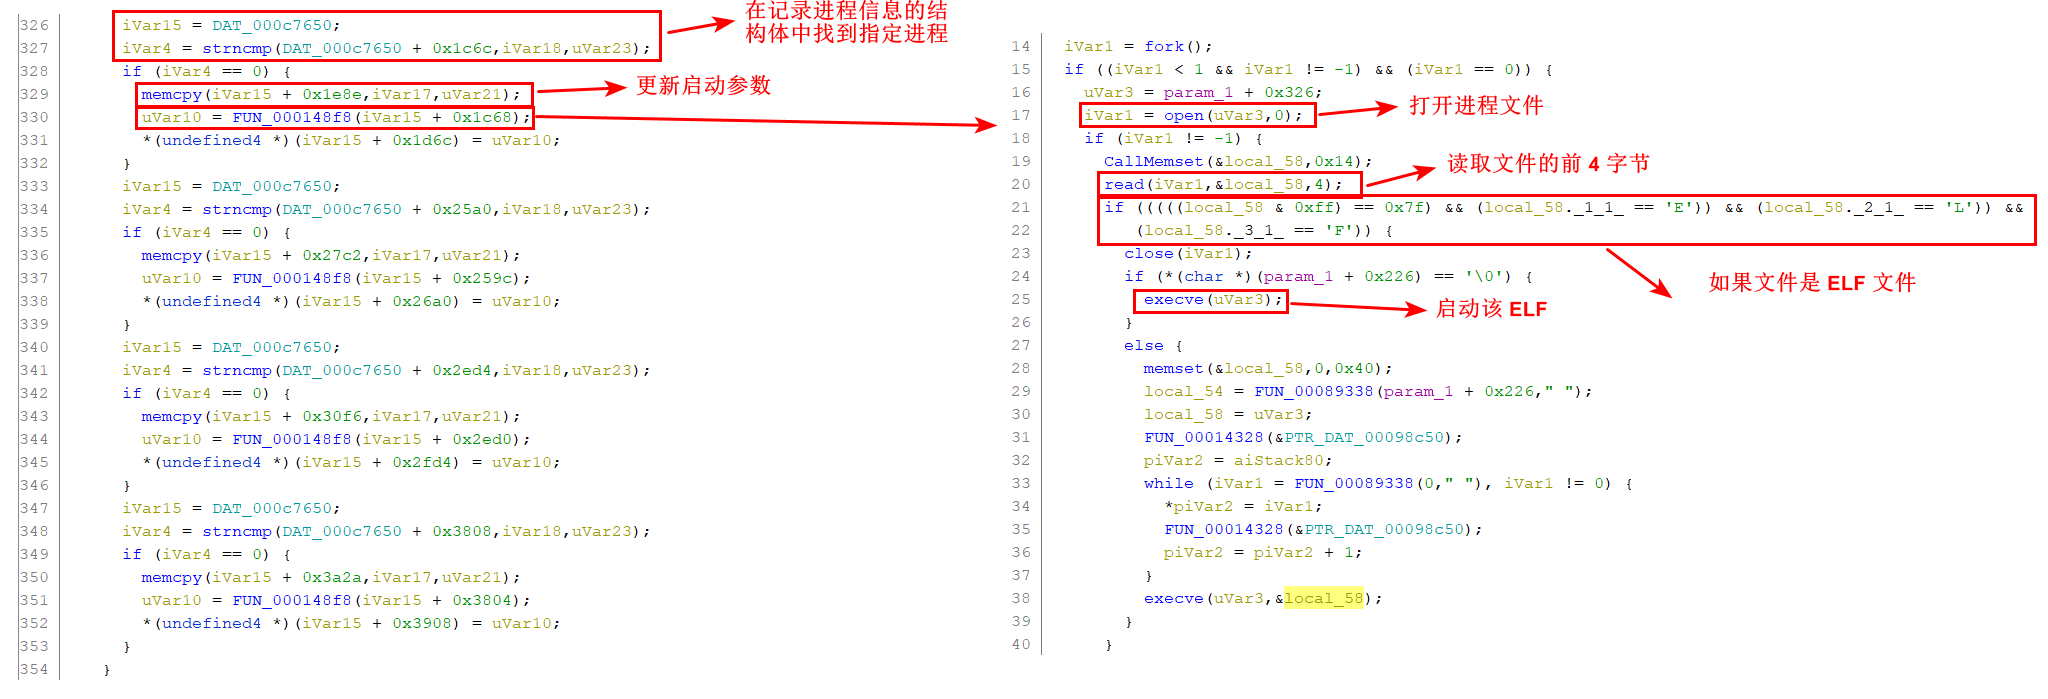 326 iVar15 = DAT_000c7650;
327 iVar4 = strncmp(DAT_000c7650 + 0x1c6c,iVar18,uVar23);
328 if (iVar4 == 0) {
329 memcpy(iVar15 + 0x1e8e,iVar17,uVar21);
330 uVar10 = FUN_000148f8(iVar15 + 0x1c68);
331 *(undefined4 *)(iVar15 + 0x1d6c) = uVar10;
332 }
333 iVar15 = DAT_000c7650;
334 iVar4 = strncmp(DAT_000c7650 + 0x25a0,iVar18,uVar23);
335 if (iVar4 == 0) {
336 memcpy(iVar15 + 0x27c2,iVar17,uVar21);
337 uVar10 = FUN_000148f8(iVar15 + 0x259c);
338 *(undefined4 *)(iVar15 + 0x26a0) = uVar10;
339 }
340 iVar15 = DAT_000c7650;
341 iVar4 = strncmp(DAT_000c7650 + 0x2ed4,iVar18,uVar23);
342 if (iVar4 == 0) {
343 memcpy(iVar15 + 0x30f6,iVar17,uVar21);
344 uVar10 = FUN_000148f8(iVar15 + 0x2ed0);
345 *(undefined4 *)(iVar15 + 0x2fd4) = uVar10;
346 }
347 iVar15 = DAT_000c7650;
348 iVar4 = strncmp(DAT_000c7650 + 0x3808,iVar18,uVar23);
349 if (iVar4 == 0) {
350 memcpy(iVar15 + 0x3a2a,iVar17,uVar21);
351 uVar10 = FUN_000148f8(iVar15 + 0x3804);
352 *(undefined4 *)(iVar15 + 0x3908) = uVar10;
353 }
354 }
在记录进程信息的结
构体中找到指定进程
更新启动参数
14 iVar1 = fork();
15 if ((iVar1 < 1 && iVar1 != -1) && (iVar1 == 0)) {
16 uVar3 = param_1 + 0x326;
17 iVar1 = open(uVar3,0);
18 if (iVar1 != -1) {
19 CallMemset(&local_58,0x14);
20 read(iVar1,&local_58,4);
21 if (((((local_58 & 0xff) == 0x7f) && (local_58._1_1_ == 'E')) && (local_58._2_1_ == 'L')) &&
22 (local_58._3_1_ == 'F')) {
23 close(iVar1);
24 if (*(char *)(param_1 + 0x226) == '\0') {
25 execve(uVar3);
26 }
27 else {
28 memset(&local_58,0,0x40);
29 local_54 = FUN_00089338(param_1 + 0x226," ");
30 local_58 = uVar3;
31 FUN_00014328(&PTR_DAT_00098c50);
32 piVar2 = aiStack80;
33 while (iVar1 = FUN_00089338(0," "), iVar1 != 0) {
34 *piVar2 = iVar1;
35 FUN_00014328(&PTR_DAT_00098c50);
36 piVar2 = piVar2 + 1;
37 }
38 execve(uVar3,&local_58);
39 }
40 }
打开进程文件
读取文件的前 4 字节
如果文件是 ELF 文件
启动该 ELF